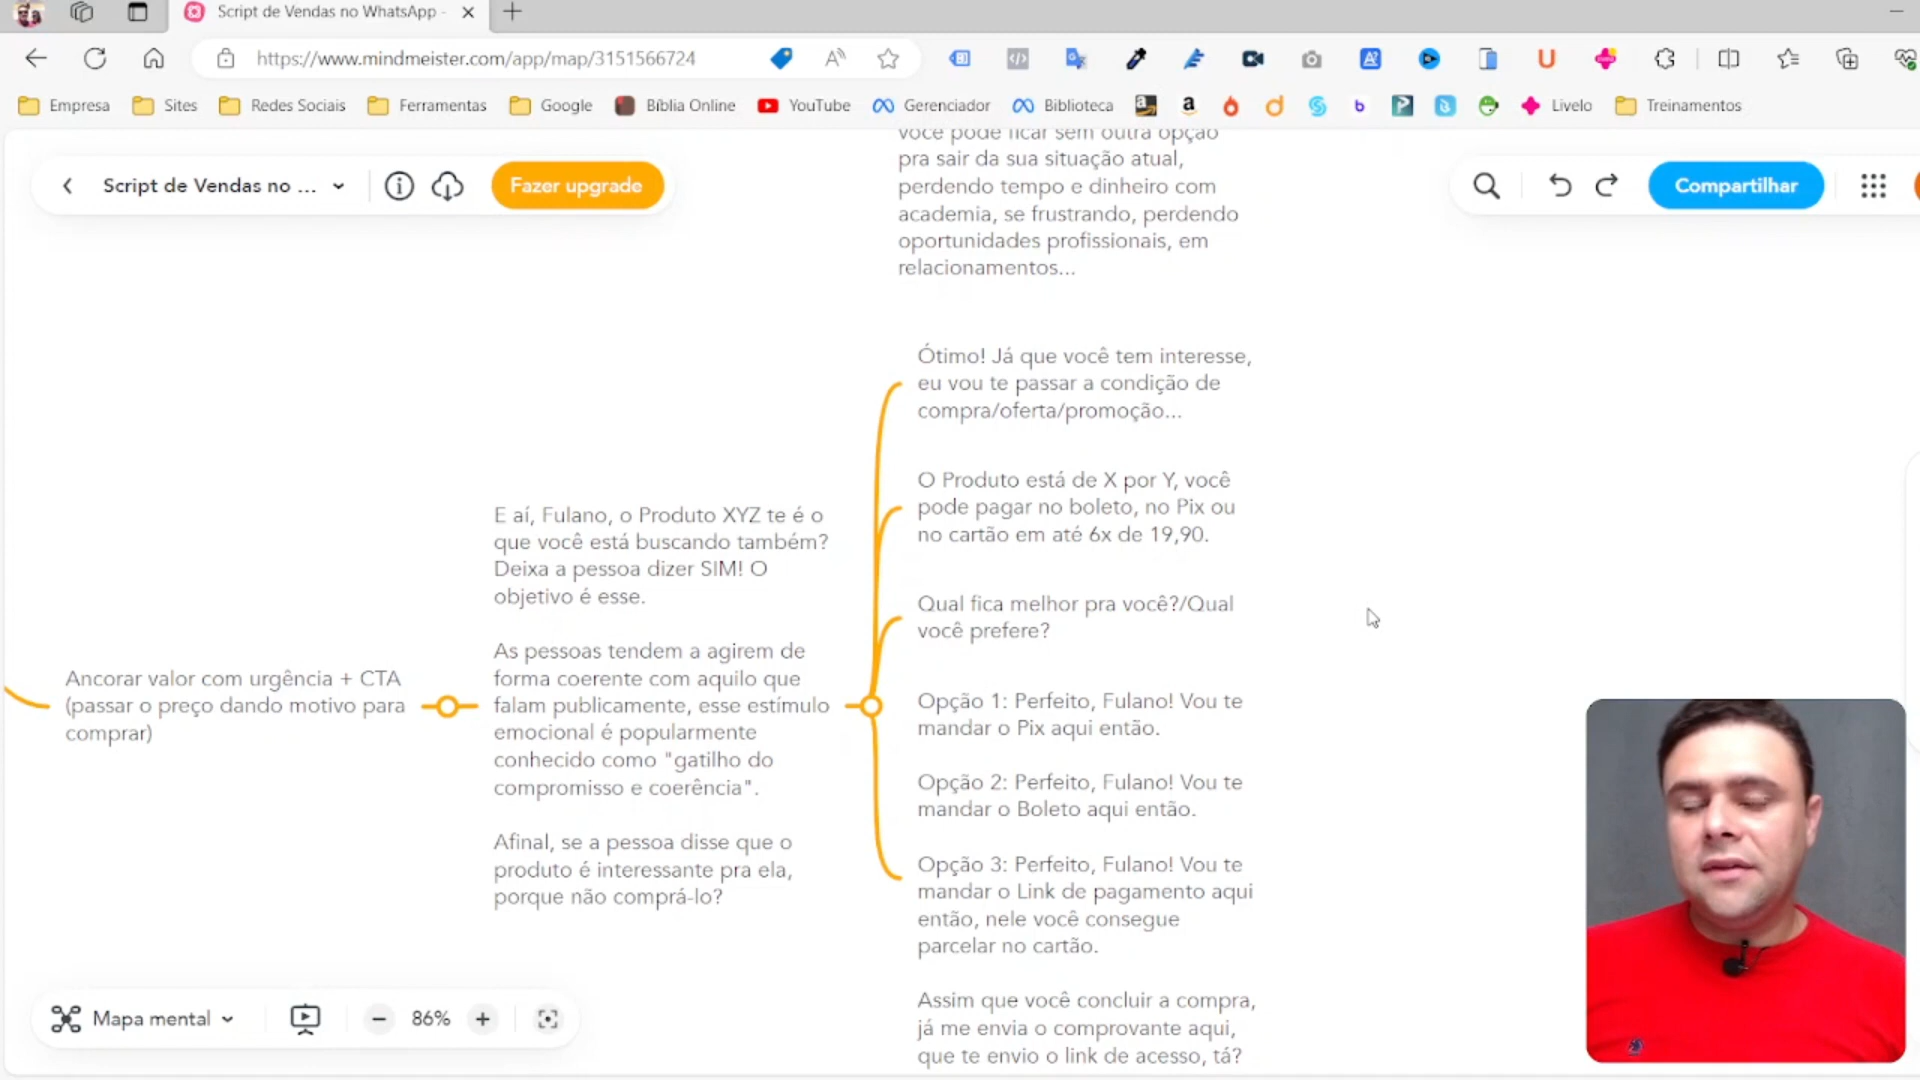 Script de Vendas no WhatsApp -
https://www.mindmeister.com/app/map/3151566724
Empresa
Sites
Redes Sociais
Ferramentas
Google
Bíblia Online
YouTube
Gerenciador
Biblioteca
Livelo
Treinamentos
Script de Vendas no ...
Fazer upgrade
Compartilhar
você pode ficar sem outra opção
pra sair da sua situação atual,
perdendo tempo e dinheiro com
academia, se frustrando, perdendo
oportunidades profissionais, em
relacionamentos...
Ancorar valor com urgência + CTA
(passar o preço dando motivo para
comprar)
E aí, Fulano, o Produto XYZ te é o
que você está buscando também?
Deixa a pessoa dizer SIM! O
objetivo é esse.
As pessoas tendem a agirem de
forma coerente com aquilo que
falam publicamente, esse estímulo
emocional é popularmente
conhecido como "gatilho do
compromisso e coerência".
Afinal, se a pessoa disse que o
produto é interessante pra ela,
porque não comprá-lo?
Ótimo! Já que você tem interesse,
eu vou te passar a condição de
compra/oferta/promoção...
O Produto está de X por Y, você
pode pagar no boleto, no Pix ou
no cartão em até 6x de 19,90.
Qual fica melhor pra você?/Qual
você prefere?
Opção 1: Perfeito, Fulano! Vou te
mandar o Pix aqui então.
Opção 2: Perfeito, Fulano! Vou te
mandar o Boleto aqui então.
Opção 3: Perfeito, Fulano! Vou te
mandar o Link de pagamento aqui
então, nele você consegue
parcelar no cartão.
Assim que você concluir a compra,
já me envia o comprovante aqui,
que te envio o link de acesso, tá?
Mapa mental
86%